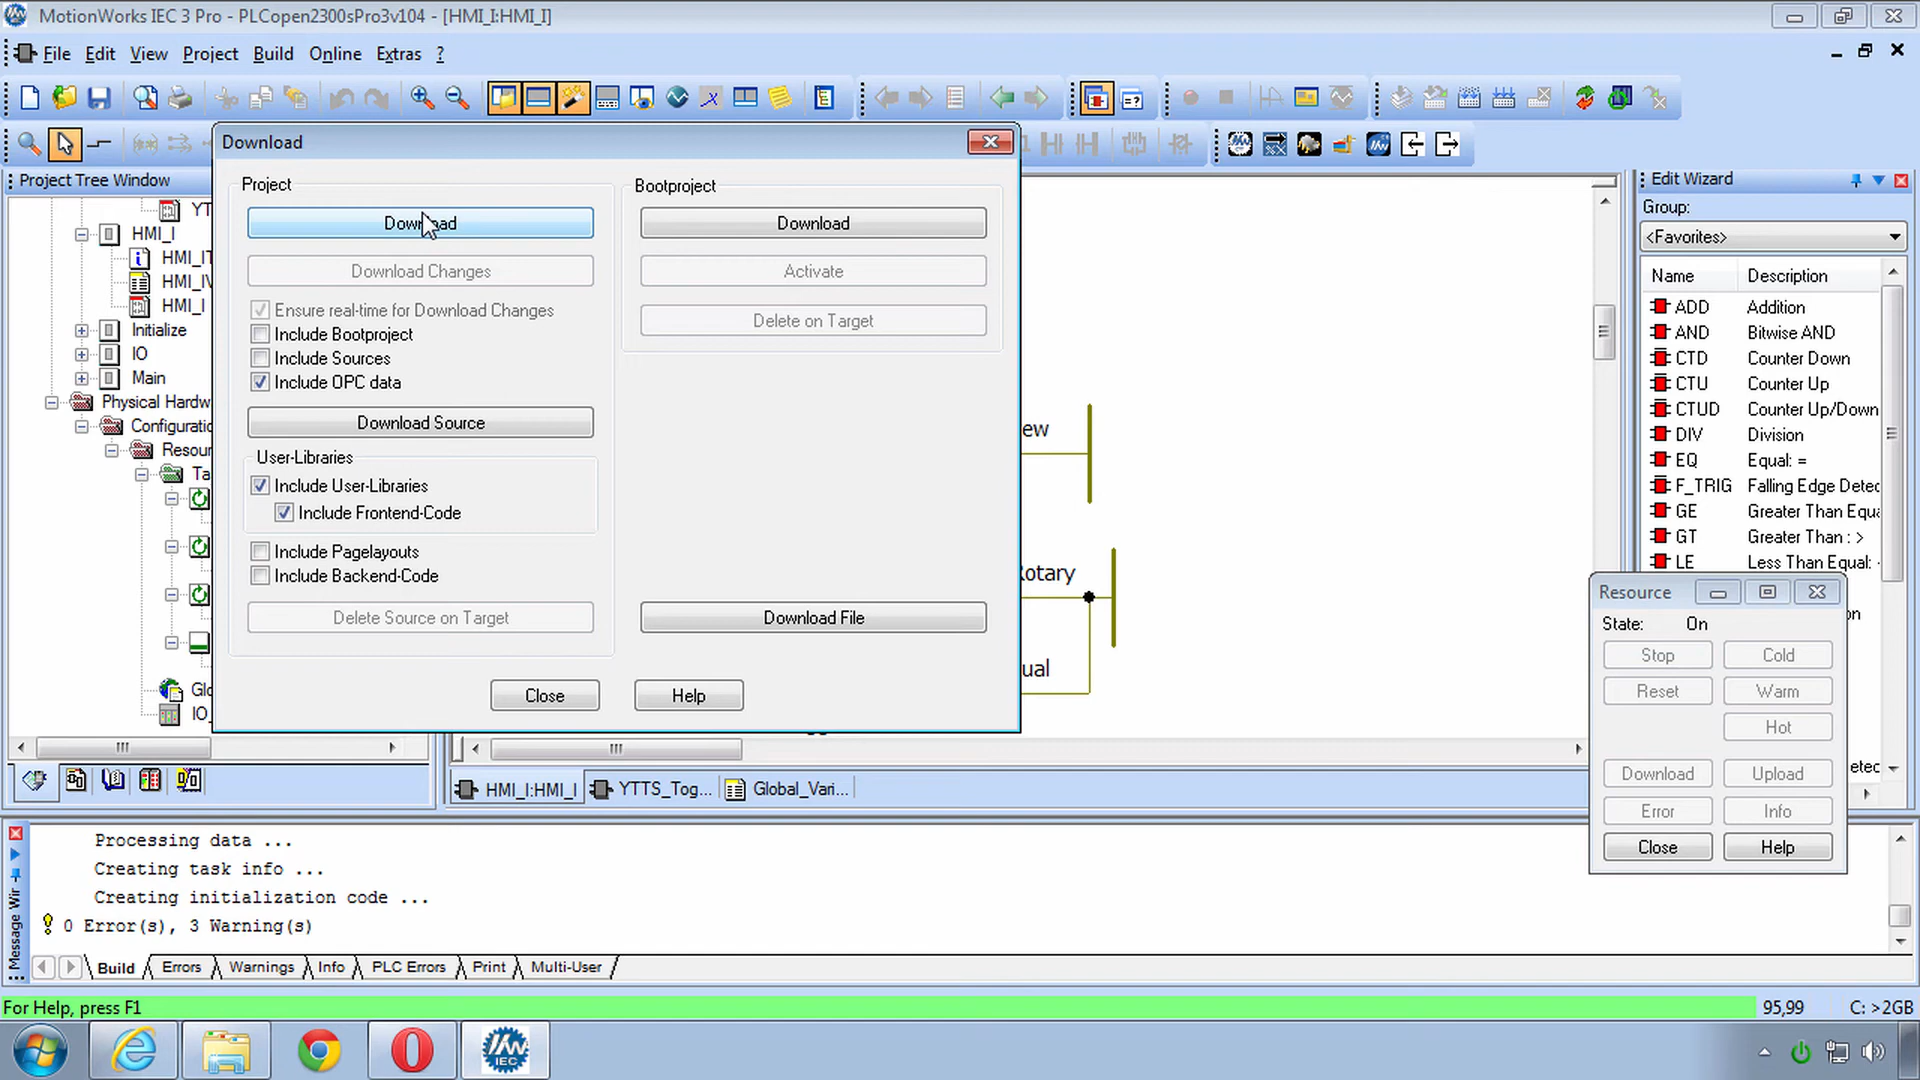 MotionWorks IEC 3 Pro - PLCopen2300sPro3v104 - [HMI_I:HMI_I]
File Edit View Project Build Online Extras ?
Project Tree Window
HMI_I
HMI_I
Initialize
IO
Main
Physical Hardw
Configuratic
Resour
Ta
Download
Project
Download
Download Changes
Ensure real-time for Download Changes
Include Bootproject
Include Sources
Include OPC data
Download Source
User-Libraries
Include User-Libraries
Include Frontend-Code
Include Pagelayouts
Include Backend-Code
Delete Source on Target
Close
Help
Bootproject
Download
Activate
Delete on Target
Download File
ew
Rotary
ual
HMI_I:HMI_I YTTS_Tog... Global_Vari...
Edit Wizard
Group:
<Favorites>
Name Description
ADD Addition
AND Bitwise AND
CTD Counter Down
CTU Counter Up
CTUD Counter Up/Down
DIV Division
EQ Equal: =
F_TRIG Falling Edge Detec
GE Greater Than Equa
GT Greater Than : >
LE Less Than Equal: <
Resource
State: On
Stop Cold
Reset Warm
Hot
Download Upload
Error Info
Close Help
Message Wir
Processing data ...
Creating task info ...
Creating initialization code ...
0 Error(s), 3 Warning(s)
Build Errors Warnings Info PLC Errors Print Multi-User
For Help, press F1
95,99 C: >2GB
IEC